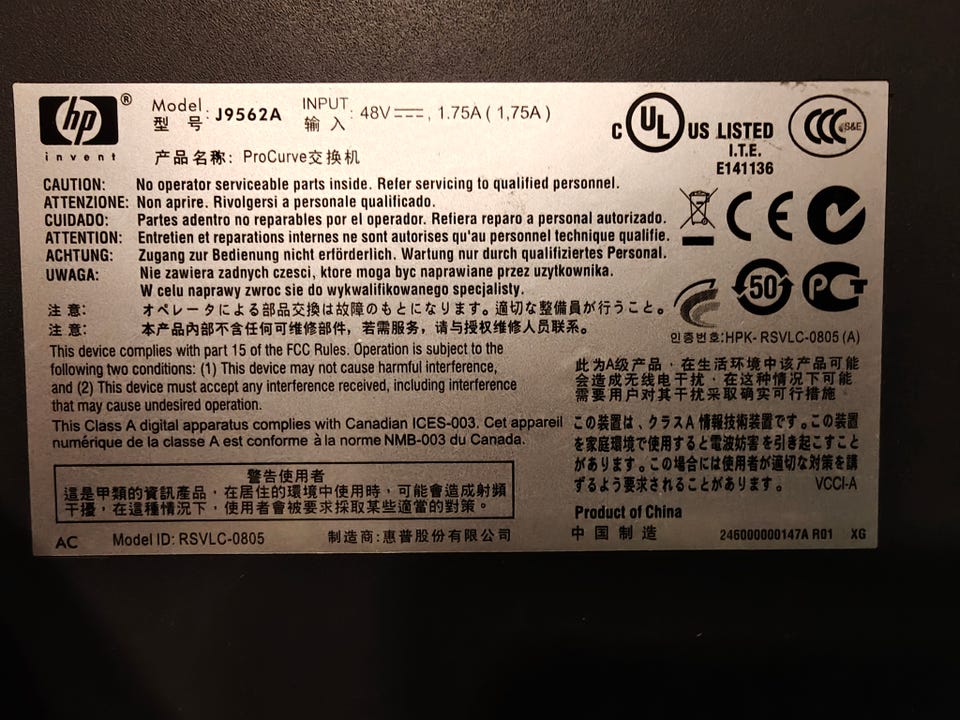 hp ®
invent
Model
型 号 : J9562A
INPUT
输 入 : 48V⎓, 1.75A ( 1,75A )
产品名称: ProCurve交换机
c UL US LISTED
I.T.E.
E141136
CCC S&E
CAUTION: No operator serviceable parts inside. Refer servicing to qualified personnel.
ATTENZIONE: Non aprire. Rivolgersi a personale qualificado.
CUIDADO: Partes adentro no reparables por el operador. Refiera reparo a personal autorizado.
ATTENTION: Entretien et reparations internes ne sont autorises qu'au personnel technique qualifie.
ACHTUNG: Zugang zur Bedienung nicht erförderlich. Wartung nur durch qualifiziertes Personal.
UWAGA: Nie zawiera zadnych czesci, ktore moga byc naprawiane przez uzytkownika.
W celu naprawy zwroc sie do wykwalifikowanego specjalisty.
注 意: オペレータによる部品交換は故障のもとになります。適切な整備員が行うこと。
注 意: 本产品內部不含任何可维修部件，若需服务，请与授权维修人员联系。
CE
50
PCT
인증번호:HPK- RSVLC-0805 (A)
This device complies with part 15 of the FCC Rules. Operation is subject to the
following two conditions: (1) This device may not cause harmful interference,
and (2) This device must accept any interference received, including interference
that may cause undesired operation.
This Class A digital apparatus complies with Canadian ICES-003. Cet appareil
numérique de la classe A est conforme à la norme NMB-003 du Canada.
此为A级产品，在生活环境中该产品可能
会造成无线电干扰，在这种情况下可能
需要用户对其干扰采取确实可行措施。
この装置は、クラスA 情報技術装置です。この装置
を家庭環境で使用すると電波妨害を引き起こすこと
があります。この場合には使用者が適切な対策を講
ずるよう要求されることがあります。 VCCI-A
警告使用者
這是甲類的資訊產品，在居住的環境中使用時，可能會造成射頻
干擾，在這種情況下，使用者會被要求採取某些適當的對策。
Product of China
中 国 制 造
AC Model ID: RSVLC-0805 制造商:惠普股份有限公司
246000000147A R01 XG